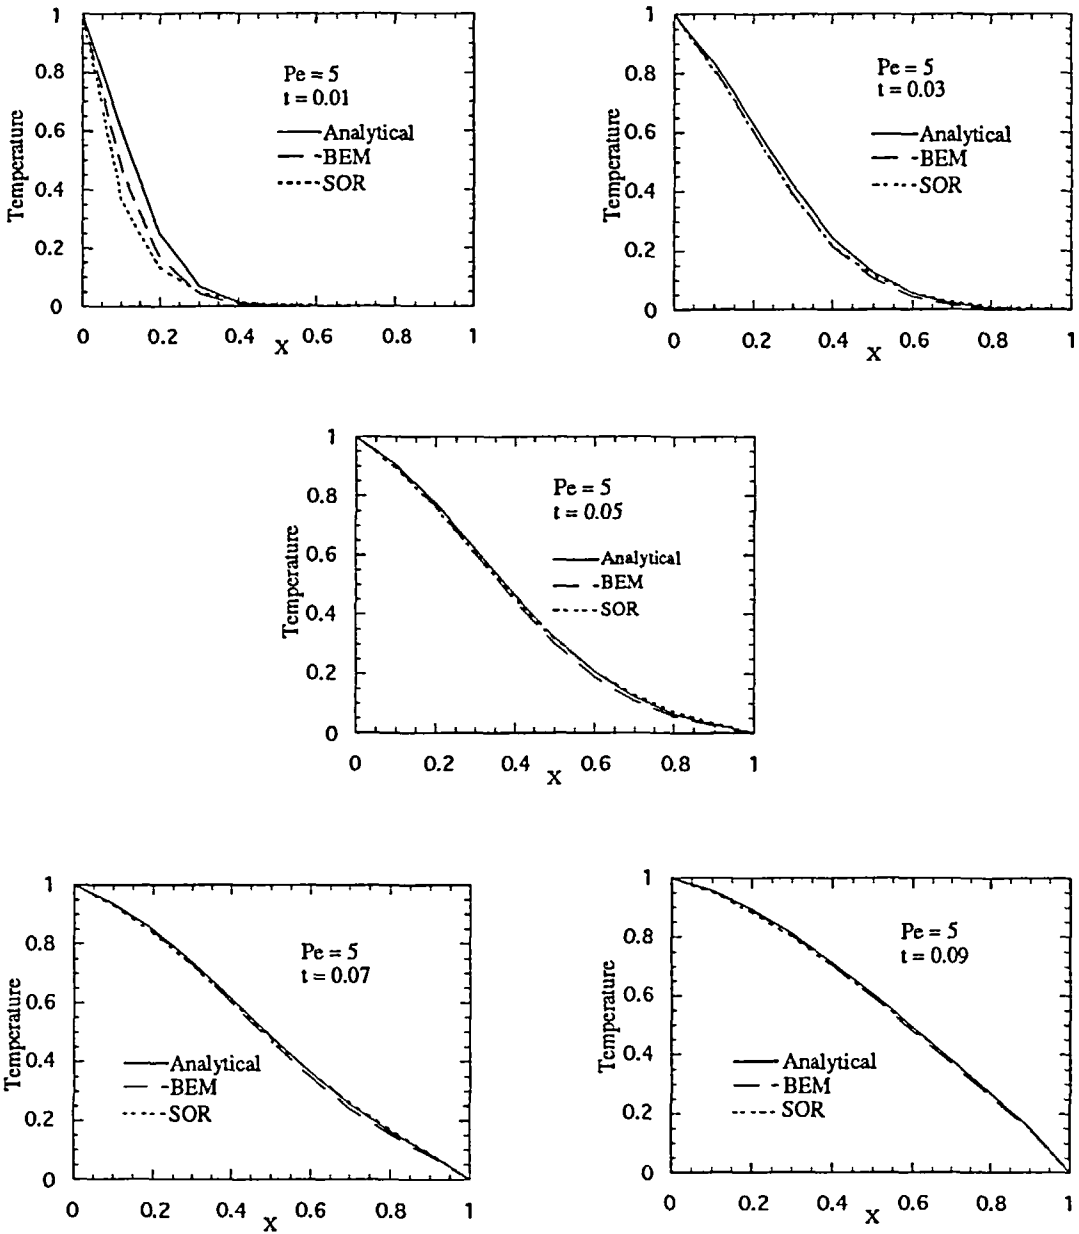 1
0.8
0.6
0.4
0.2
0
Temperature
Pe = 5
t = 0.01
Analytical
BEM
SOR
0 0.2 0.4 0.6 0.8 1
X
1
0.8
0.6
0.4
0.2
0
Temperature
Pe = 5
t = 0.03
Analytical
BEM
SOR
0 0.2 0.4 0.6 0.8 1
X
1
0.8
0.6
0.4
0.2
0
Temperature
Pe = 5
t = 0.05
Analytical
BEM
SOR
0 0.2 0.4 0.6 0.8 1
X
1
0.8
0.6
0.4
0.2
0
Temperature
Pe = 5
t = 0.07
Analytical
BEM
SOR
0 0.2 0.4 0.6 0.8 1
X
1
0.8
0.6
0.4
0.2
0
Temperature
Pe = 5
t = 0.09
Analytical
BEM
SOR
0 0.2 0.4 0.6 0.8 1
X